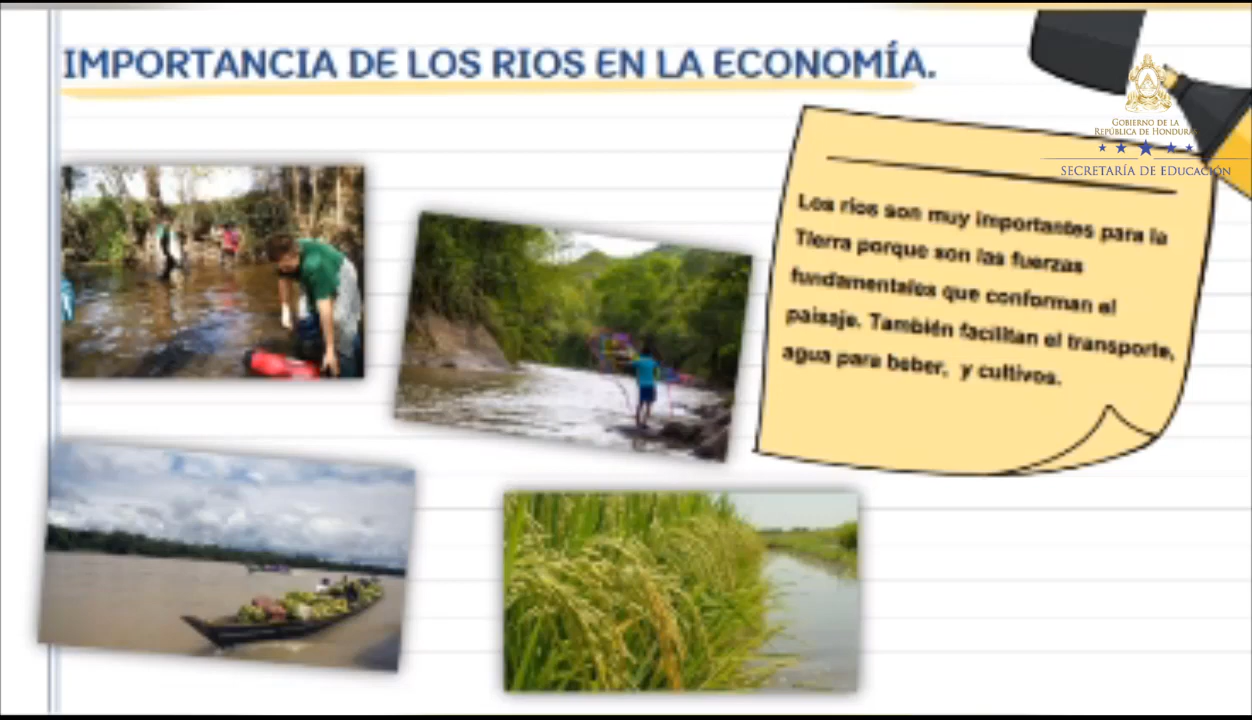 IMPORTANCIA DE LOS RIOS EN LA ECONOMÍA.
GOBIERNO DE LA
REPÚBLICA DE HONDURAS
SECRETARÍA DE EDUCACIÓN
Los ríos son muy importantes para la
Tierra porque son las fuerzas
fundamentales que conforman el
paisaje. También facilitan el transporte,
agua para beber, y cultivos.